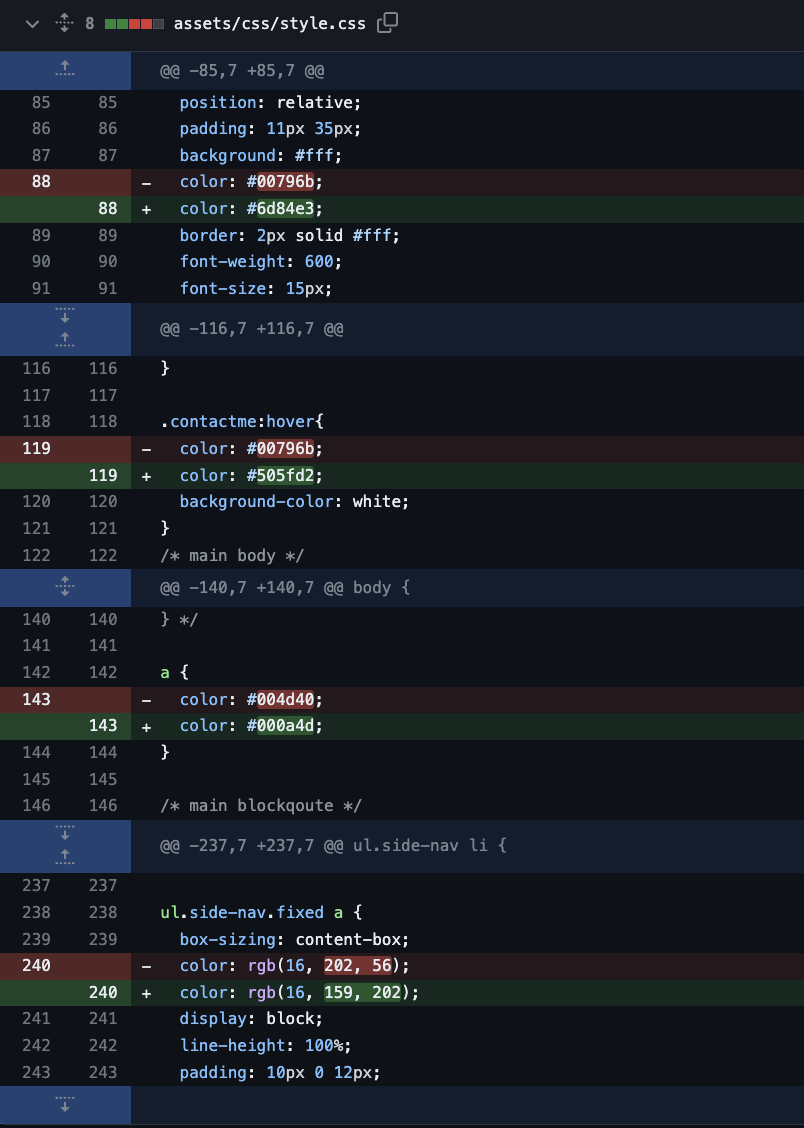 8 assets/css/style.css
@@ -85,7 +85,7 @@
85 85 position: relative;
86 86 padding: 11px 35px;
87 87 background: #fff;
88 - color: #00796b;
88 + color: #6d84e3;
89 89 border: 2px solid #fff;
90 90 font-weight: 600;
91 91 font-size: 15px;
@@ -116,7 +116,7 @@
116 116 }
117 117
118 118 .contactme:hover{
119 - color: #00796b;
119 + color: #505fd2;
120 120 background-color: white;
121 121 }
122 122 /* main body */
@@ -140,7 +140,7 @@ body {
140 140 } */
141 141
142 142 a {
143 - color: #004d40;
143 + color: #000a4d;
144 144 }
145 145
146 146 /* main blockqoute */
@@ -237,7 +237,7 @@ ul.side-nav li {
237 237
238 238 ul.side-nav.fixed a {
239 239 box-sizing: content-box;
240 - color: rgb(16, 202, 56);
240 + color: rgb(16, 159, 202);
241 241 display: block;
242 242 line-height: 100%;
243 243 padding: 10px 0 12px;